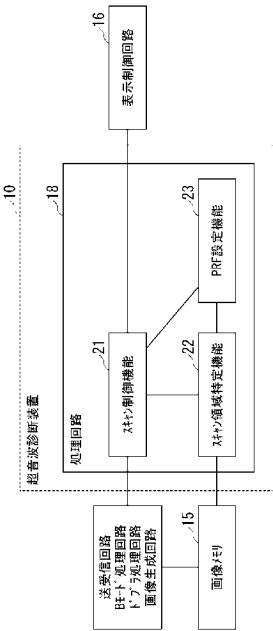 10
超音波診断装置
18
処理回路
送受信回路
Bモード処理回路
ドプラ処理回路
画像生成回路
21
スキャン制御機能
16
表示制御回路
15
画像メモリ
22
スキャン領域特定機能
23
PRF設定機能